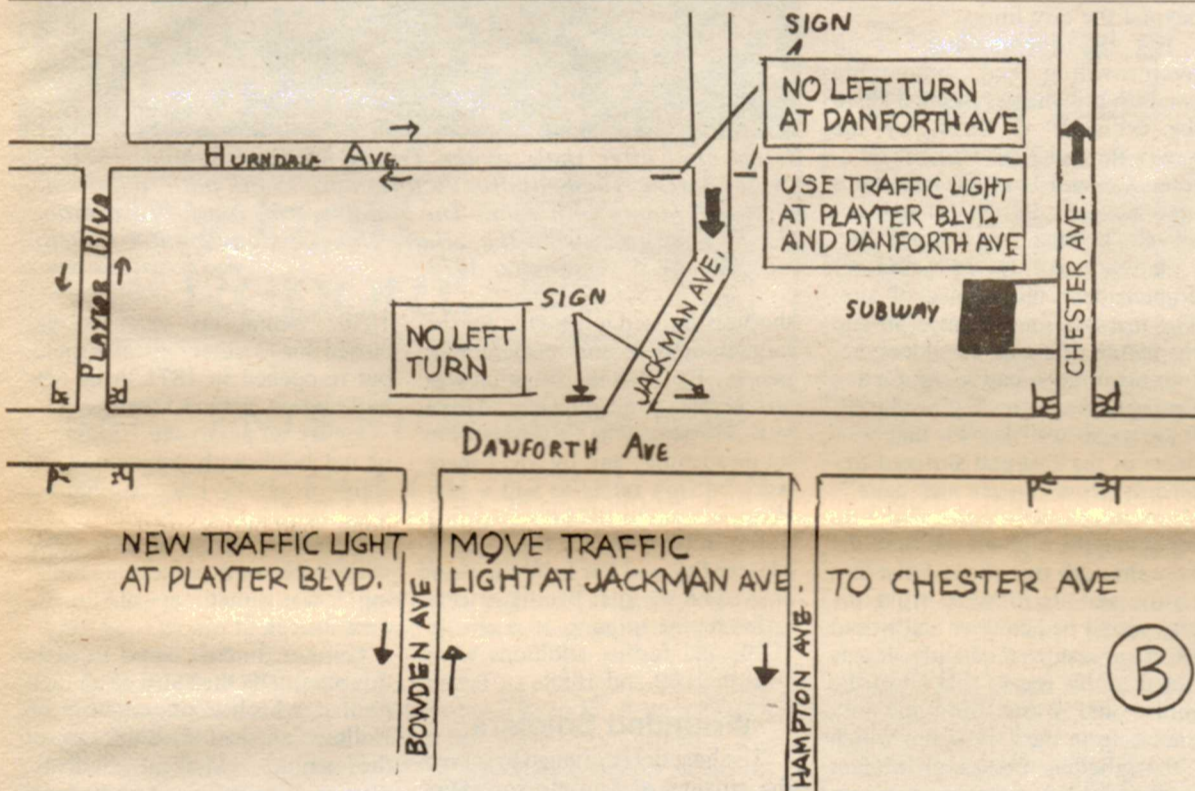 SIGN
NO LEFT TURN
AT DANFORTH AVE
HURNDALE AVE.
USE TRAFFIC LIGHT
AT PLAYTER BLVD.
AND DANFORTH AVE
PLAYTER BLVD
JACKMAN AVE.
CHESTER AVE.
SIGN
SUBWAY
NO LEFT
TURN
DANFORTH AVE
NEW TRAFFIC LIGHT
AT PLAYTER BLVD.
MOVE TRAFFIC
LIGHT AT JACKMAN AVE. TO CHESTER AVE
BOWDEN AVE
HAMPTON AVE
B